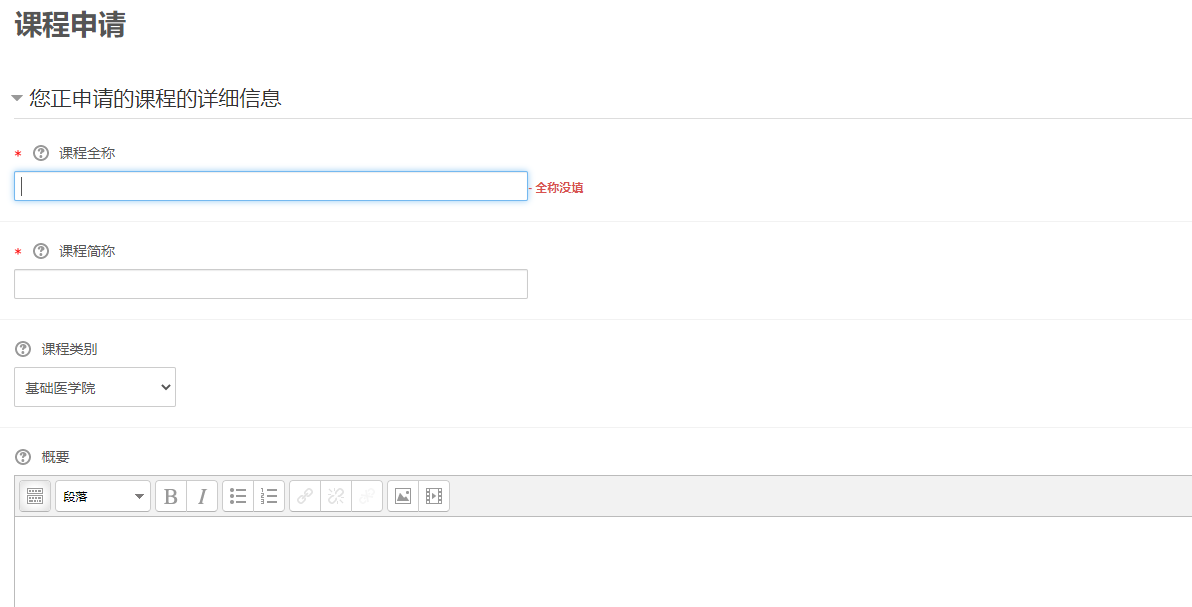 课程申请
您正申请的课程的详细信息
* 课程全称
- 全称没填
* 课程简称
课程类别
基础医学院
概要
段落 B I